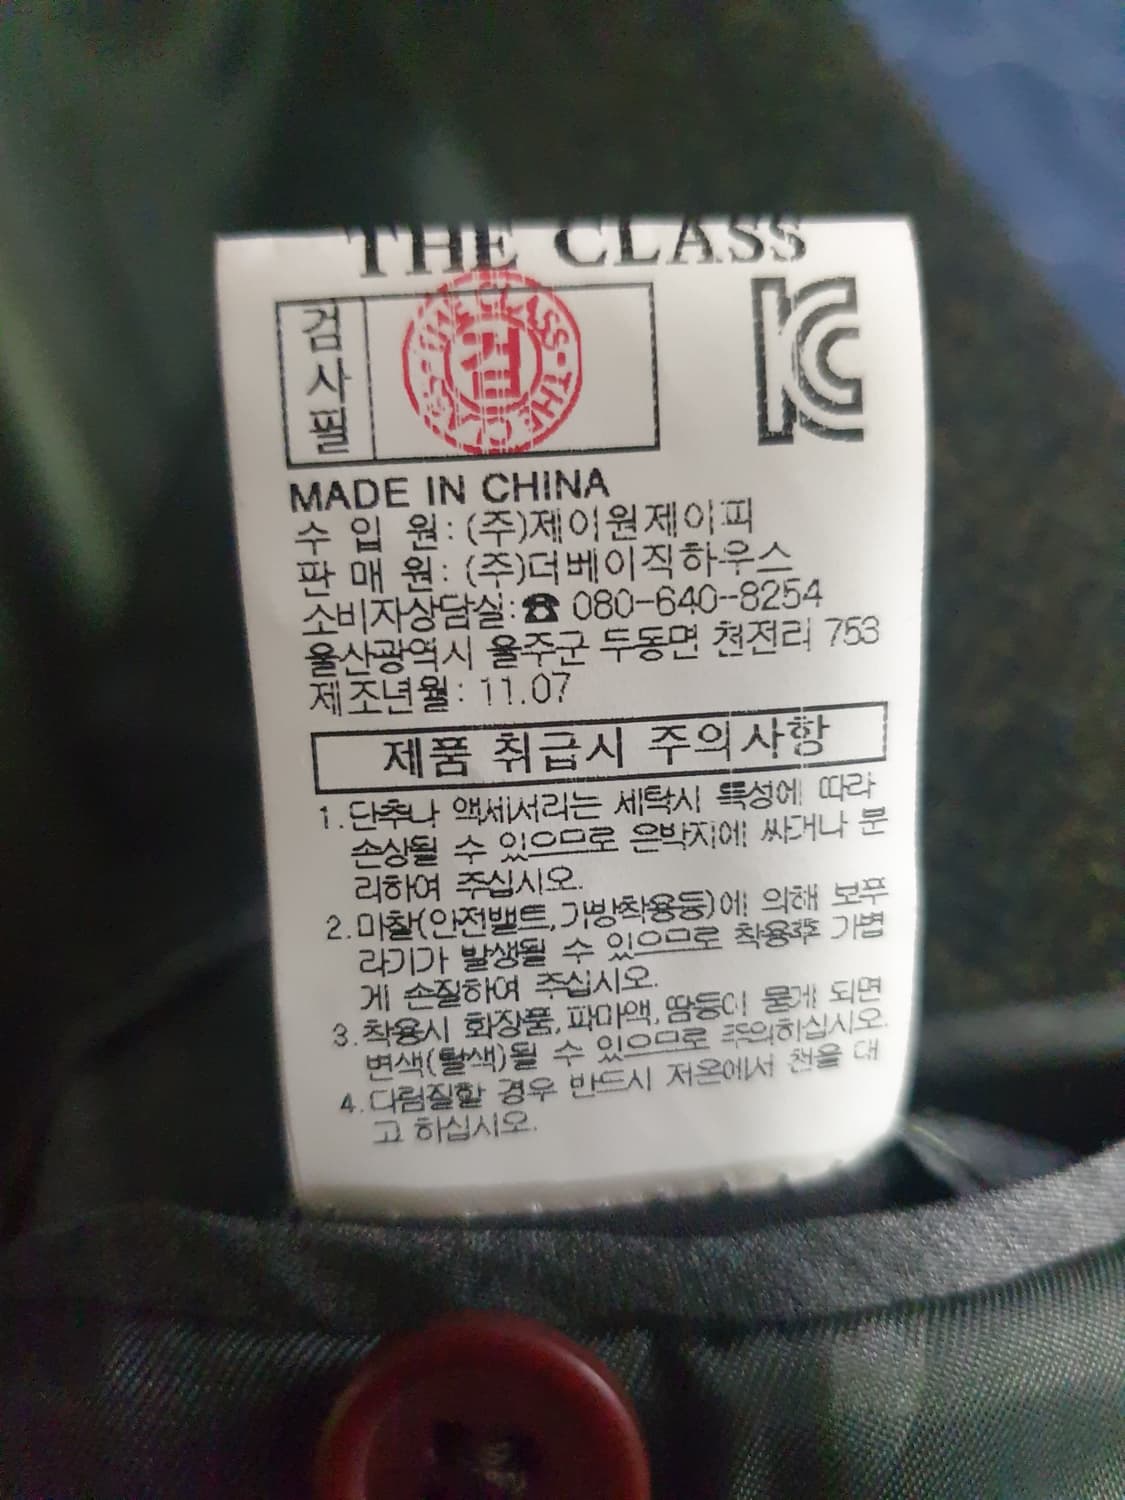 THE CLASS
검사필
THE CLASS · THE CLASS ·
검
MADE IN CHINA
수 입 원 : (주)제이원제이피
판 매 원 : (주)더베이직하우스
소비자상담실:☎ 080-640-8254
울산광역시 울주군 두동면 천전리 753
제조년월 : 11.07
제품 취급시 주의사항
1.단추나 액세서리는 세탁시 특성에 따라
손상될 수 있으므로 은박지에 싸거나 분
리하여 주십시오.
2.마찰(안전밸트,가방착용등)에 의해 보푸
라기가 발생될 수 있으므로 착용후 가볍
게 손질하여 주십시오.
3.착용시 화장품,파마액,땀등이 묻게 되면
변색(탈색)될 수 있으므로 주의하십시오.
4.다림질할 경우 반드시 저온에서 천을 대
고 하십시오.